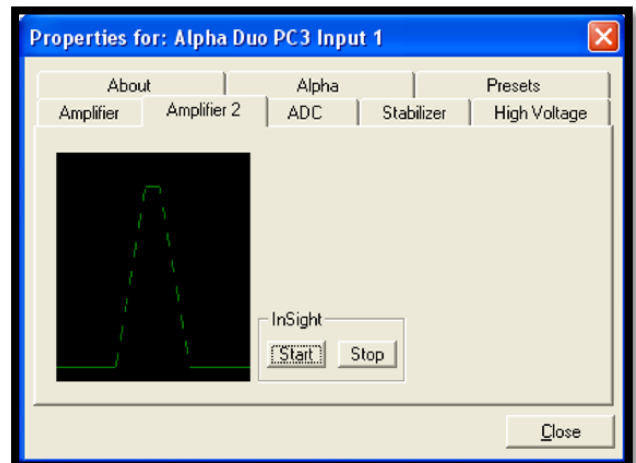 Properties for: Alpha Duo PC3 Input 1
About Alpha Presets
Amplifier Amplifier 2 ADC Stabilizer High Voltage
InSight
Start Stop
Close